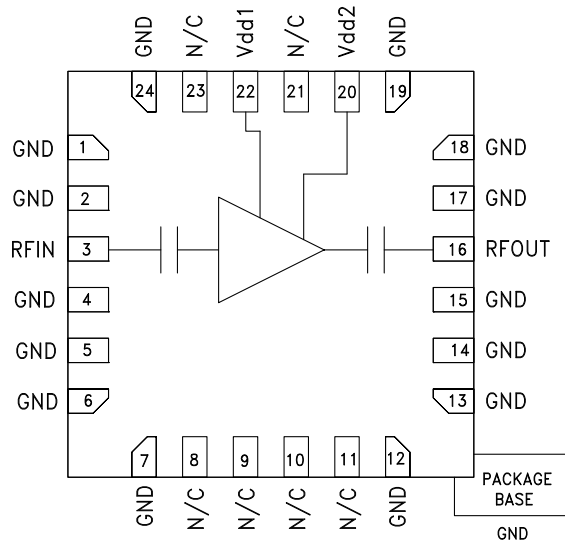 GND N/C Vdd1 N/C Vdd2 GND
24 23 22 21 20 19
GND 1 18 GND
GND 2 17 GND
RFIN 3 16 RFOUT
GND 4 15 GND
GND 5 14 GND
GND 6 13 GND
7 8 9 10 11 12
GND N/C N/C N/C N/C GND
PACKAGE
BASE
GND